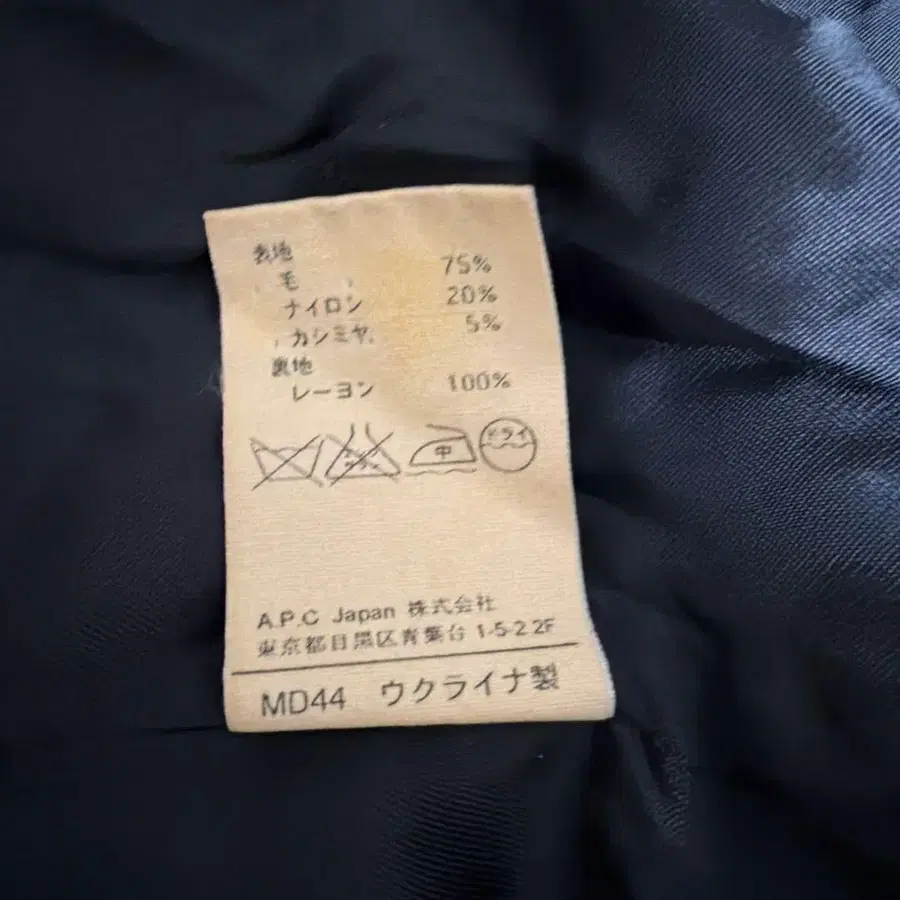 表地
毛 75%
ナイロン 20%
カシミヤ 5%
裏地
レーヨン 100%
中 ドライ
A.P.C Japan 株式会社
東京都目黒区青葉台 1-5-2 2F
MD44 ウクライナ製